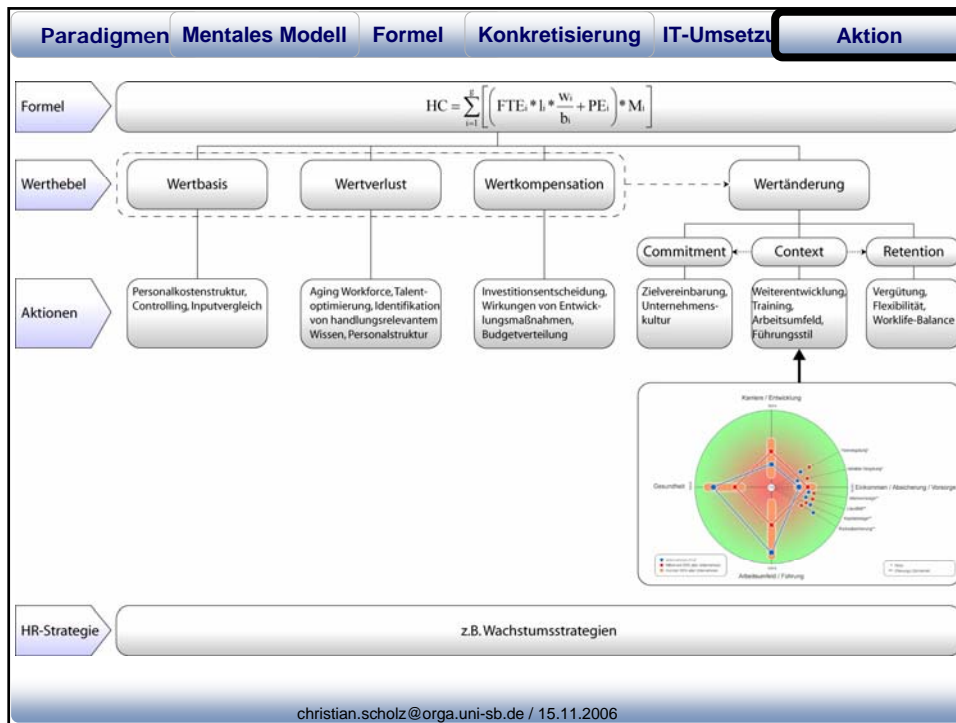 Paradigmen Mentales Modell Formel Konkretisierung IT-Umsetzu Aktion
Formel
HC = g∑i=1 [(FTEi * li * wi/bi + PEi) * Mi]
Werthebel
Wertbasis
Wertverlust
Wertkompensation
Wertänderung
Commitment
Context
Retention
Aktionen
Personalkostenstruktur,
Controlling, Inputvergleich
Aging Workforce, Talent-
optimierung, Identifikation
von handlungsrelevantem
Wissen, Personalstruktur
Investitionsentscheidung,
Wirkungen von Entwick-
lungsmaßnahmen,
Budgetverteilung
Zielvereinbarung,
Unternehmens-
kultur
Weiterentwicklung,
Training,
Arbeitsumfeld,
Führungsstil
Vergütung,
Flexibilität,
Worklife-Balance
Karriere / Entwicklung
Gesundheit
Einkommen / Absicherung / Vorsorge
Arbeitsumfeld / Führung
HR-Strategie
z.B. Wachstumsstrategien
christian.scholz@orga.uni-sb.de / 15.11.2006